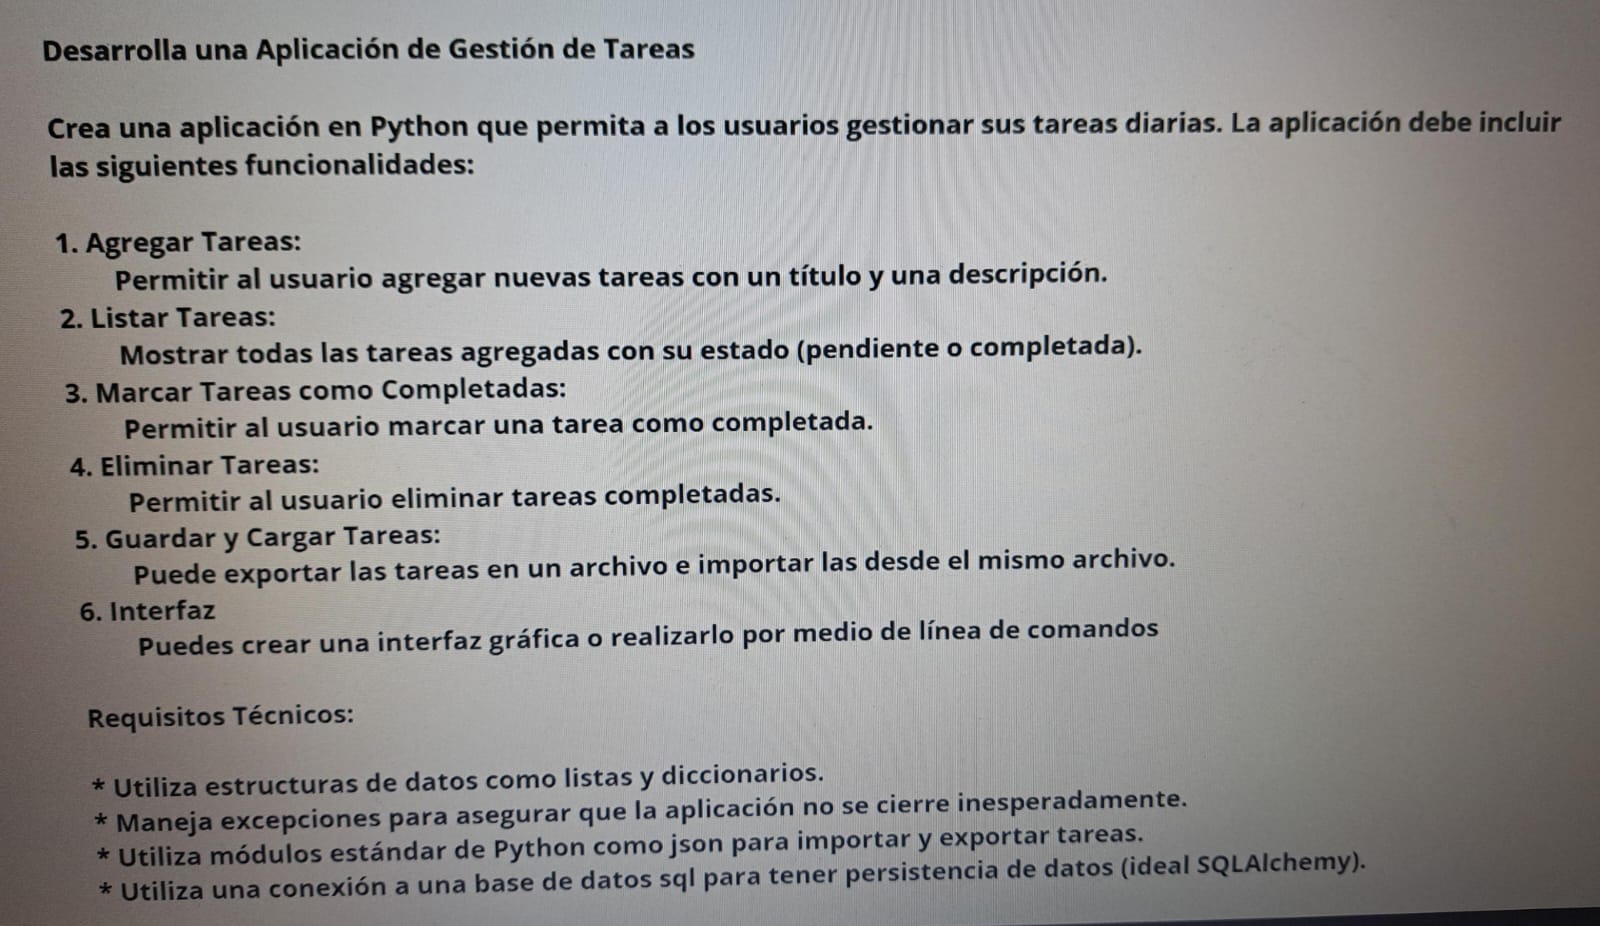 Desarrolla una Aplicación de Gestión de Tareas
Crea una aplicación en Python que permita a los usuarios gestionar sus tareas diarias. La aplicación debe incluir
las siguientes funcionalidades:
1. Agregar Tareas:
Permitir al usuario agregar nuevas tareas con un título y una descripción.
2. Listar Tareas:
Mostrar todas las tareas agregadas con su estado (pendiente o completada).
3. Marcar Tareas como Completadas:
Permitir al usuario marcar una tarea como completada.
4. Eliminar Tareas:
Permitir al usuario eliminar tareas completadas.
5. Guardar y Cargar Tareas:
Puede exportar las tareas en un archivo e importar las desde el mismo archivo.
6. Interfaz
Puedes crear una interfaz gráfica o realizarlo por medio de línea de comandos
Requisitos Técnicos:
* Utiliza estructuras de datos como listas y diccionarios.
* Maneja excepciones para asegurar que la aplicación no se cierre inesperadamente.
* Utiliza módulos estándar de Python como json para importar y exportar tareas.
* Utiliza una conexión a una base de datos sql para tener persistencia de datos (ideal SQLAlchemy).